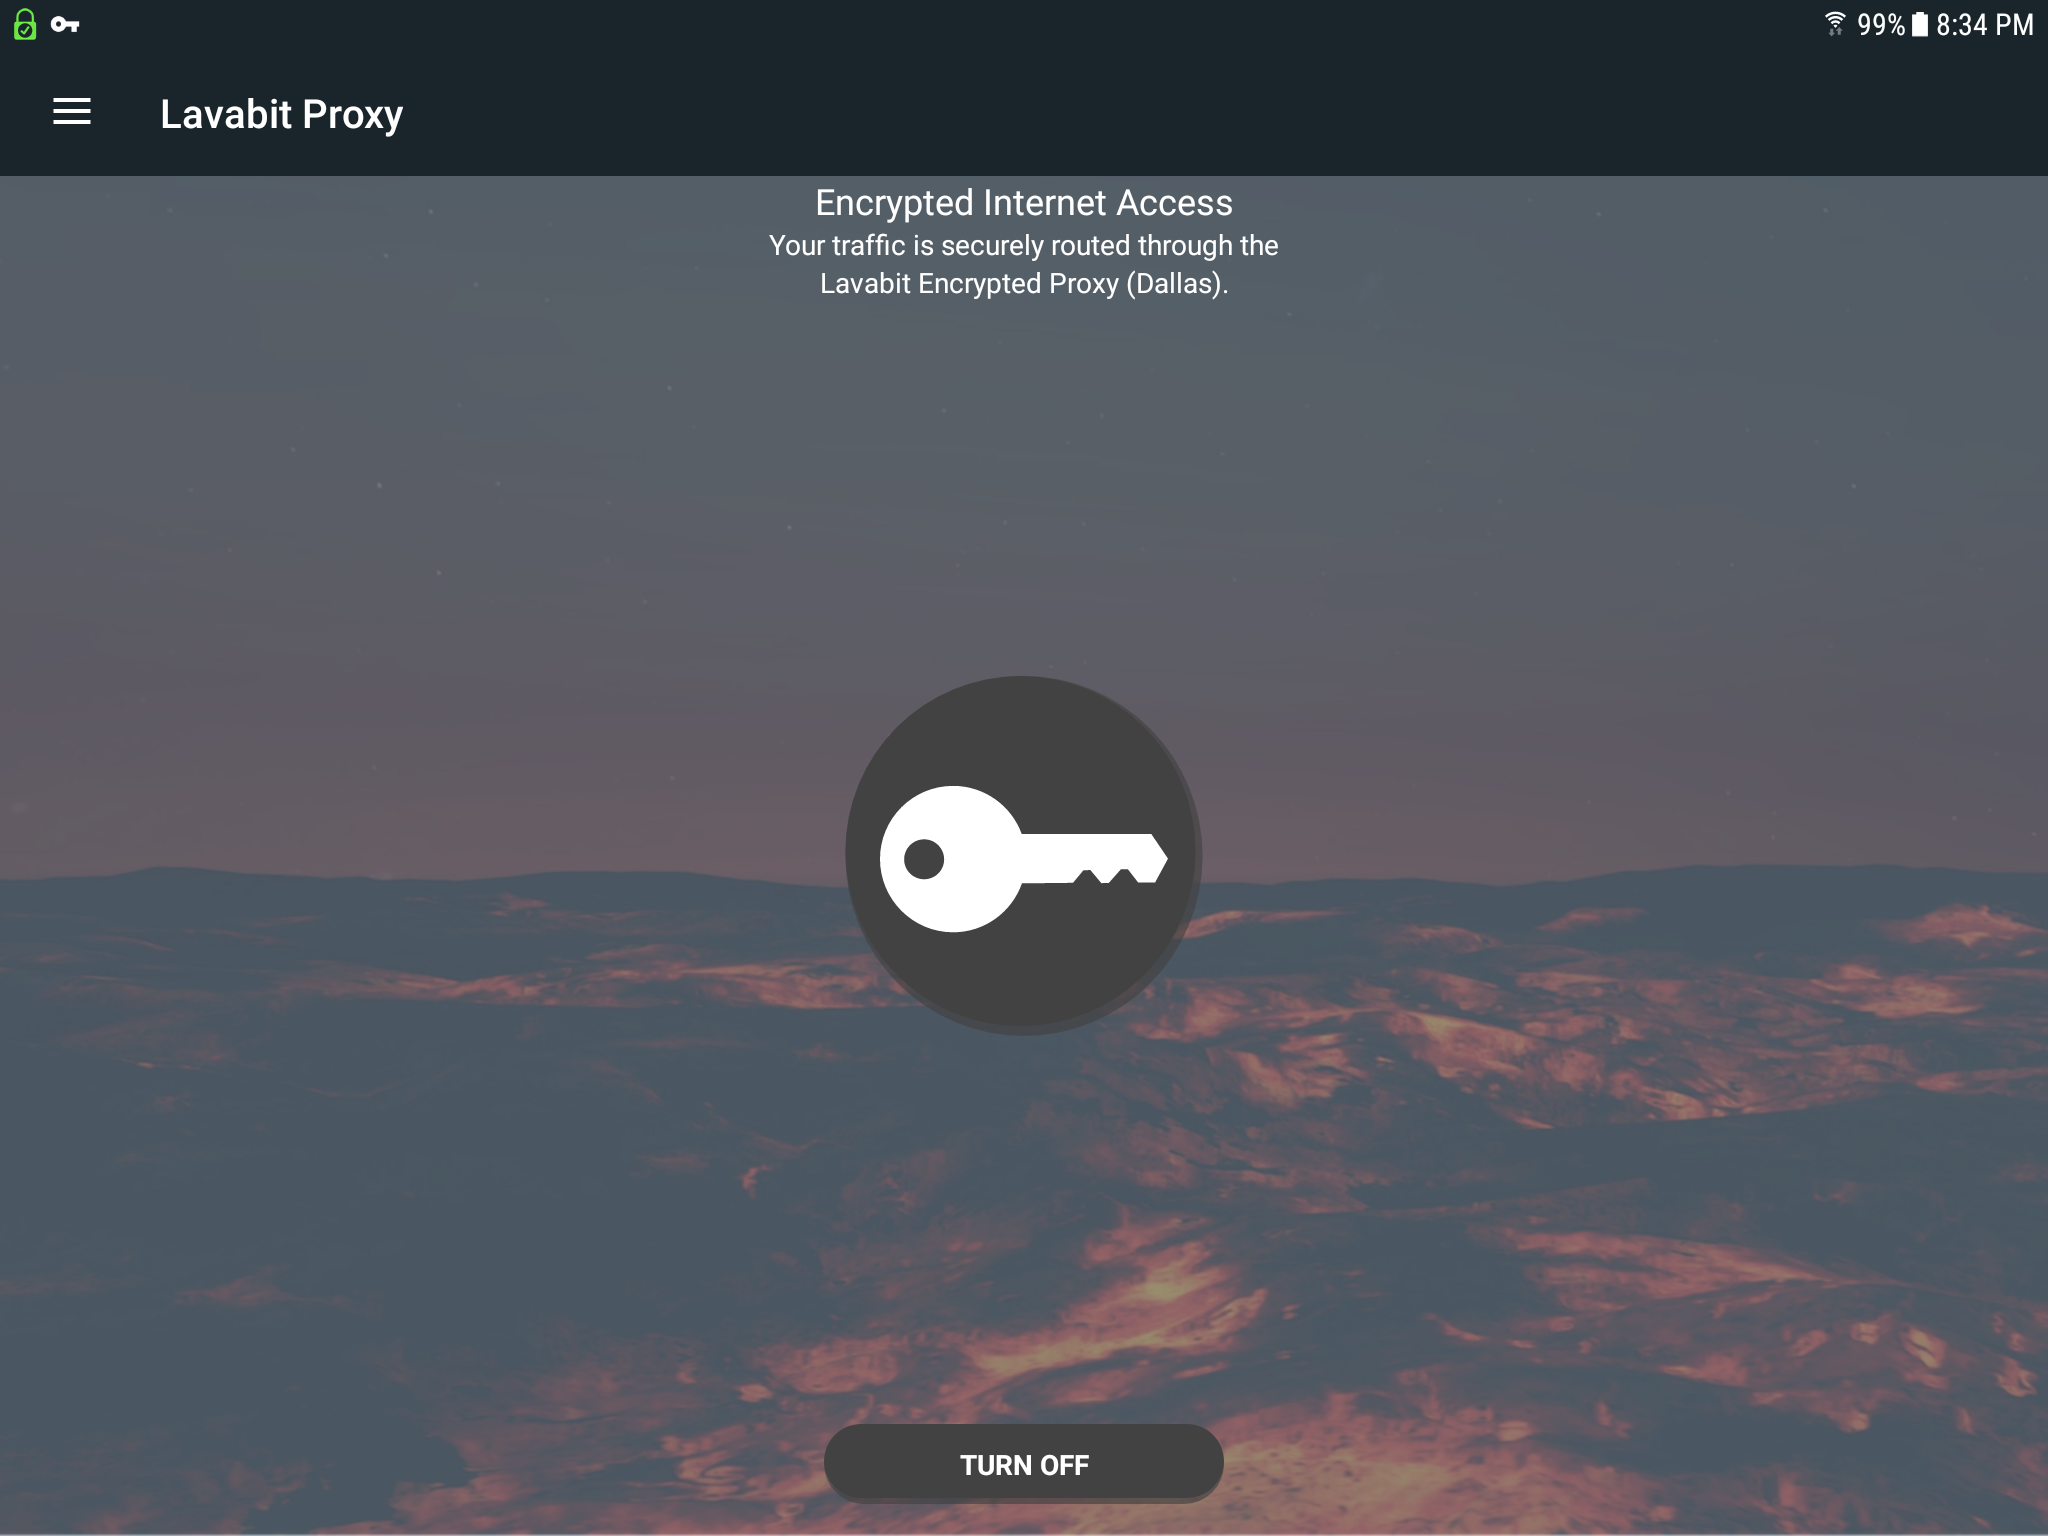 99% 8:34 PM
Lavabit Proxy
Encrypted Internet Access
Your traffic is securely routed through the
Lavabit Encrypted Proxy (Dallas).
TURN OFF